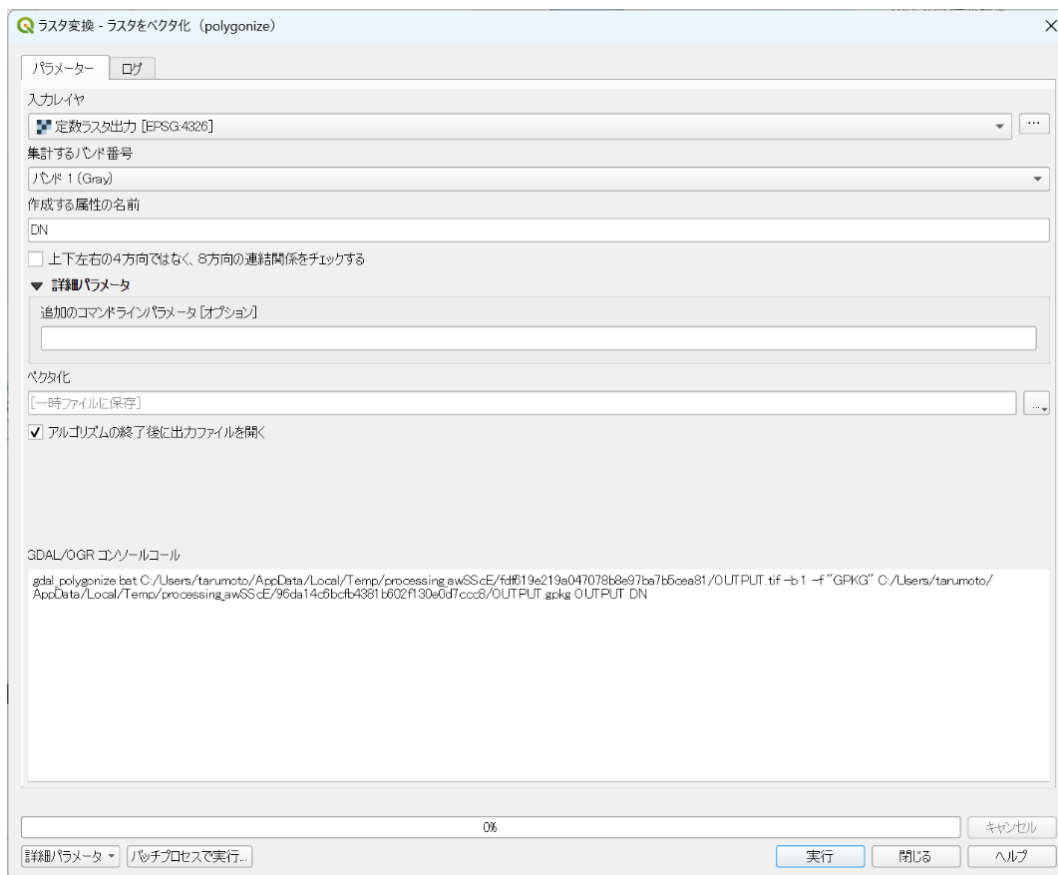 ラスタ変換 - ラスタをベクタ化（polygonize）
パラメーター
ログ
入力レイヤ
定数ラスタ出力 [EPSG:4326]
…
集計するバンド番号
バンド 1 (Gray)
作成する属性の名前
DN
上下左右の4方向ではなく、8方向の連結関係をチェックする
▼ 詳細パラメータ
追加のコマンドラインパラメータ [オプション]
ベクタ化
[一時ファイルに保存]
…
アルゴリズムの終了後に出力ファイルを開く
GDAL/OGR コンソールコール
gdal_polygonize.bat C:/Users/tarumoto/AppData/Local/Temp/processing_awSScE/fdf619e219a047078b8e97ba7b5cea81/OUTPUT.tif -b 1 -f "GPKG" C:/Users/tarumoto/
AppData/Local/Temp/processing_awSScE/96da14c6bcfb4381b602f130e0d7ccc8/OUTPUT.gpkg OUTPUT DN
0%
キャンセル
詳細パラメータ
バッチプロセスで実行...
実行
閉じる
ヘルプ